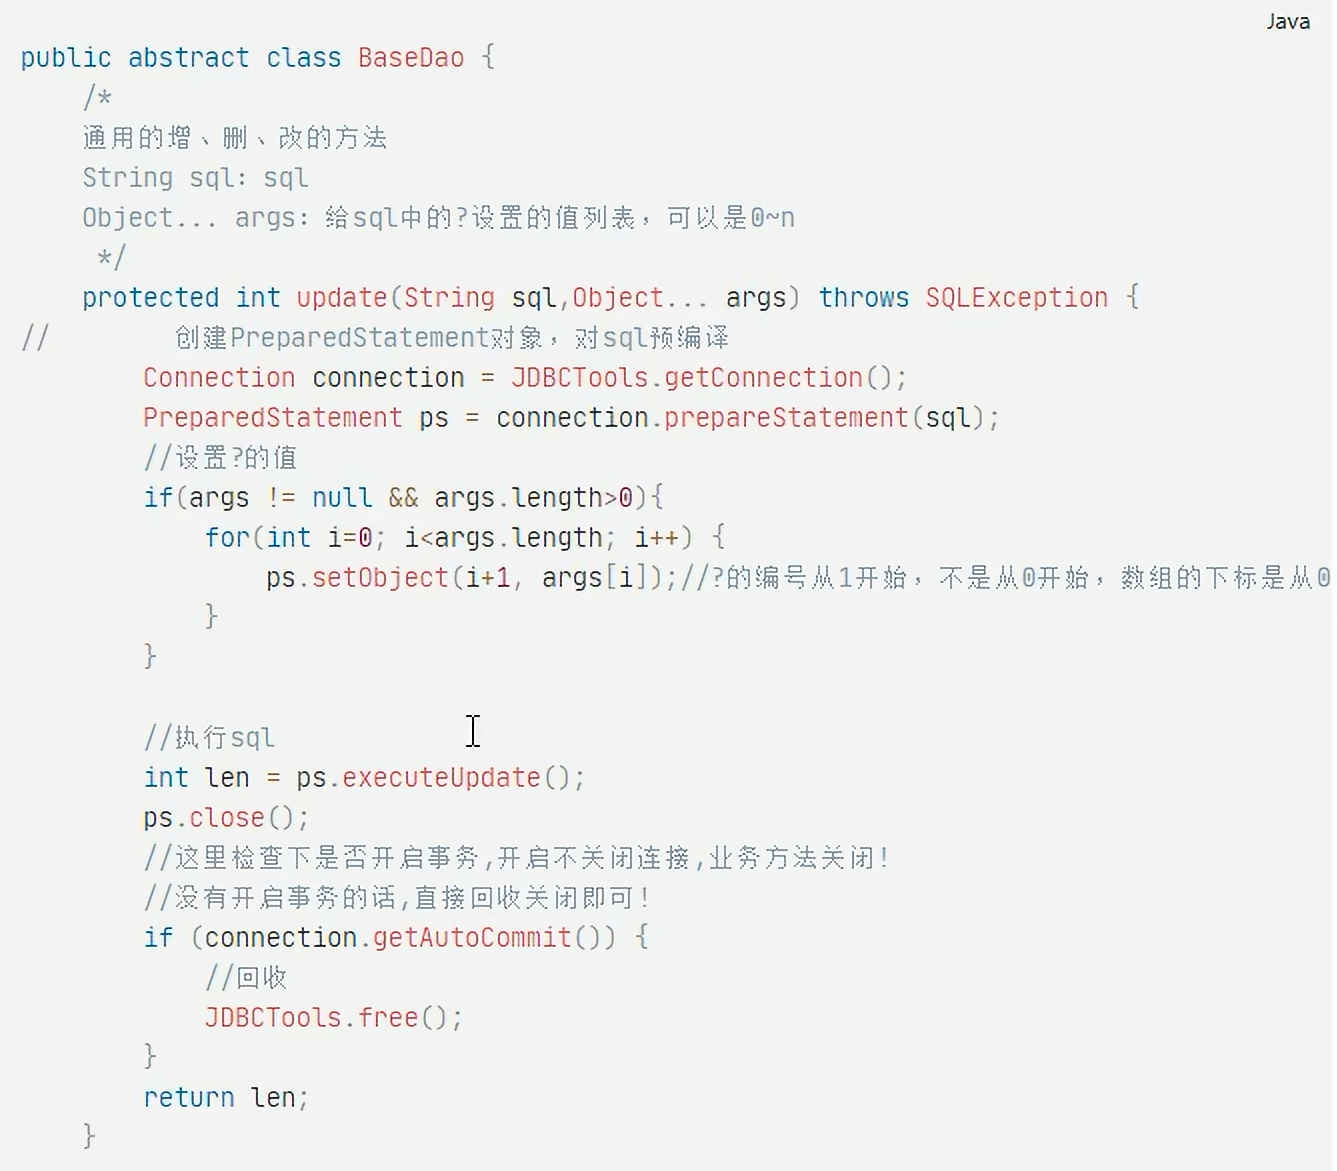 Java
public abstract class BaseDao {
/*
通用的增、删、改的方法
String sql: sql
Object... args: 给sql中的?设置的值列表，可以是0~n
*/
protected int update(String sql,Object... args) throws SQLException {
//        创建PreparedStatement对象，对sql预编译
Connection connection = JDBCTools.getConnection();
PreparedStatement ps = connection.prepareStatement(sql);
//设置?的值
if(args != null && args.length>0){
for(int i=0; i<args.length; i++) {
ps.setObject(i+1, args[i]);//?的编号从1开始，不是从0开始，数组的下标是从0
}
}
//执行sql
int len = ps.executeUpdate();
ps.close();
//这里检查下是否开启事务,开启不关闭连接,业务方法关闭!
//没有开启事务的话,直接回收关闭即可!
if (connection.getAutoCommit()) {
//回收
JDBCTools.free();
}
return len;
}